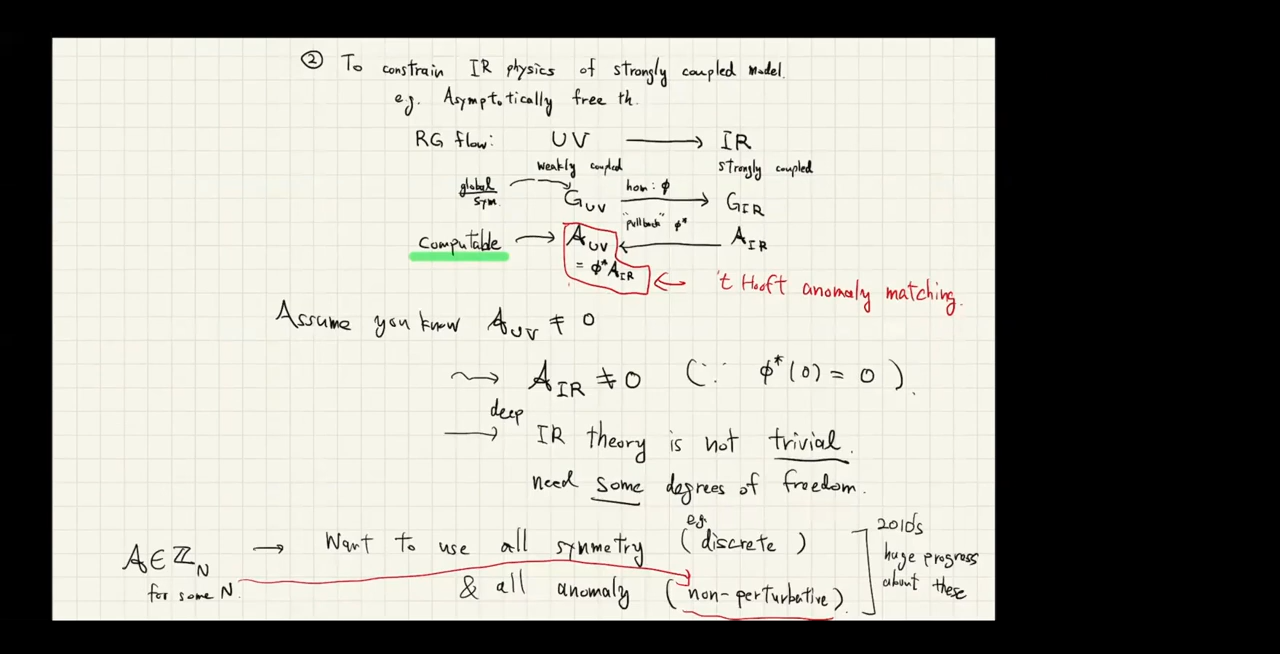 ② To constrain IR physics of strongly coupled model.
e.g. Asymptotically free th.
RG flow: UV ⟶ IR
weakly coupled strongly coupled
global sym. G_UV hom: ϕ G_IR
"pullback" ϕ*
Computable → A_UV ← A_IR
= ϕ* A_IR ← 't Hooft anomaly matching.
Assume you know A_UV ≠ 0
⇝ A_IR ≠ 0 (∵ ϕ*(0) = 0).
deep
⟶ IR theory is not trivial.
need some degrees of freedom.
A ∈ ℤ_N → Want to use all symmetry (e.g. discrete)
for some N. & all anomaly (non-perturbative).
2010's
huge progress
about these